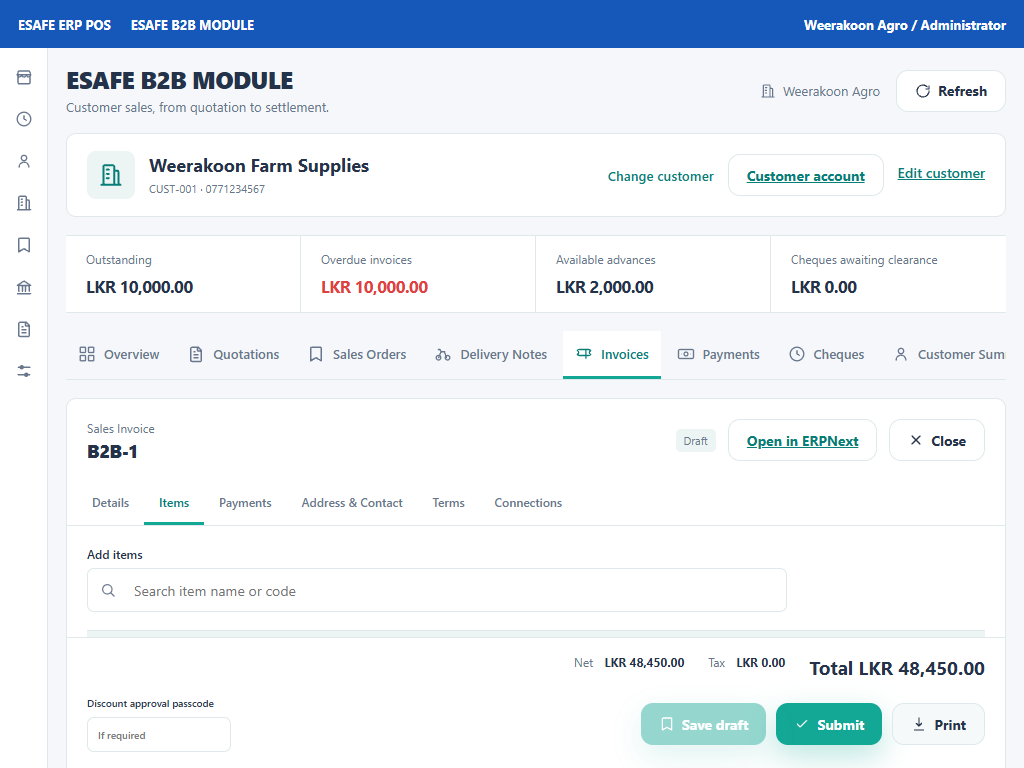 ESAFE ERP POS ESAFE B2B MODULE Weerakoon Agro / Administrator
ESAFE B2B MODULE
Customer sales, from quotation to settlement.
Weerakoon Agro Refresh
Weerakoon Farm Supplies
CUST-001 · 0771234567
Change customer Customer account Edit customer
Outstanding Overdue invoices Available advances Cheques awaiting clearance
LKR 10,000.00 LKR 10,000.00 LKR 2,000.00 LKR 0.00
Overview Quotations Sales Orders Delivery Notes Invoices Payments Cheques Customer Sum
Sales Invoice
B2B-1
Draft Open in ERPNext Close
Details Items Payments Address & Contact Terms Connections
Add items
Search item name or code
Net LKR 48,450.00 Tax LKR 0.00 Total LKR 48,450.00
Discount approval passcode
If required
Save draft Submit Print